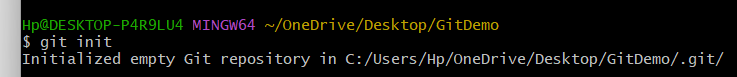 Hp@DESKTOP-P4R9LU4 MINGW64 ~/OneDrive/Desktop/GitDemo
$ git init
Initialized empty Git repository in C:/Users/Hp/OneDrive/Desktop/GitDemo/.git/